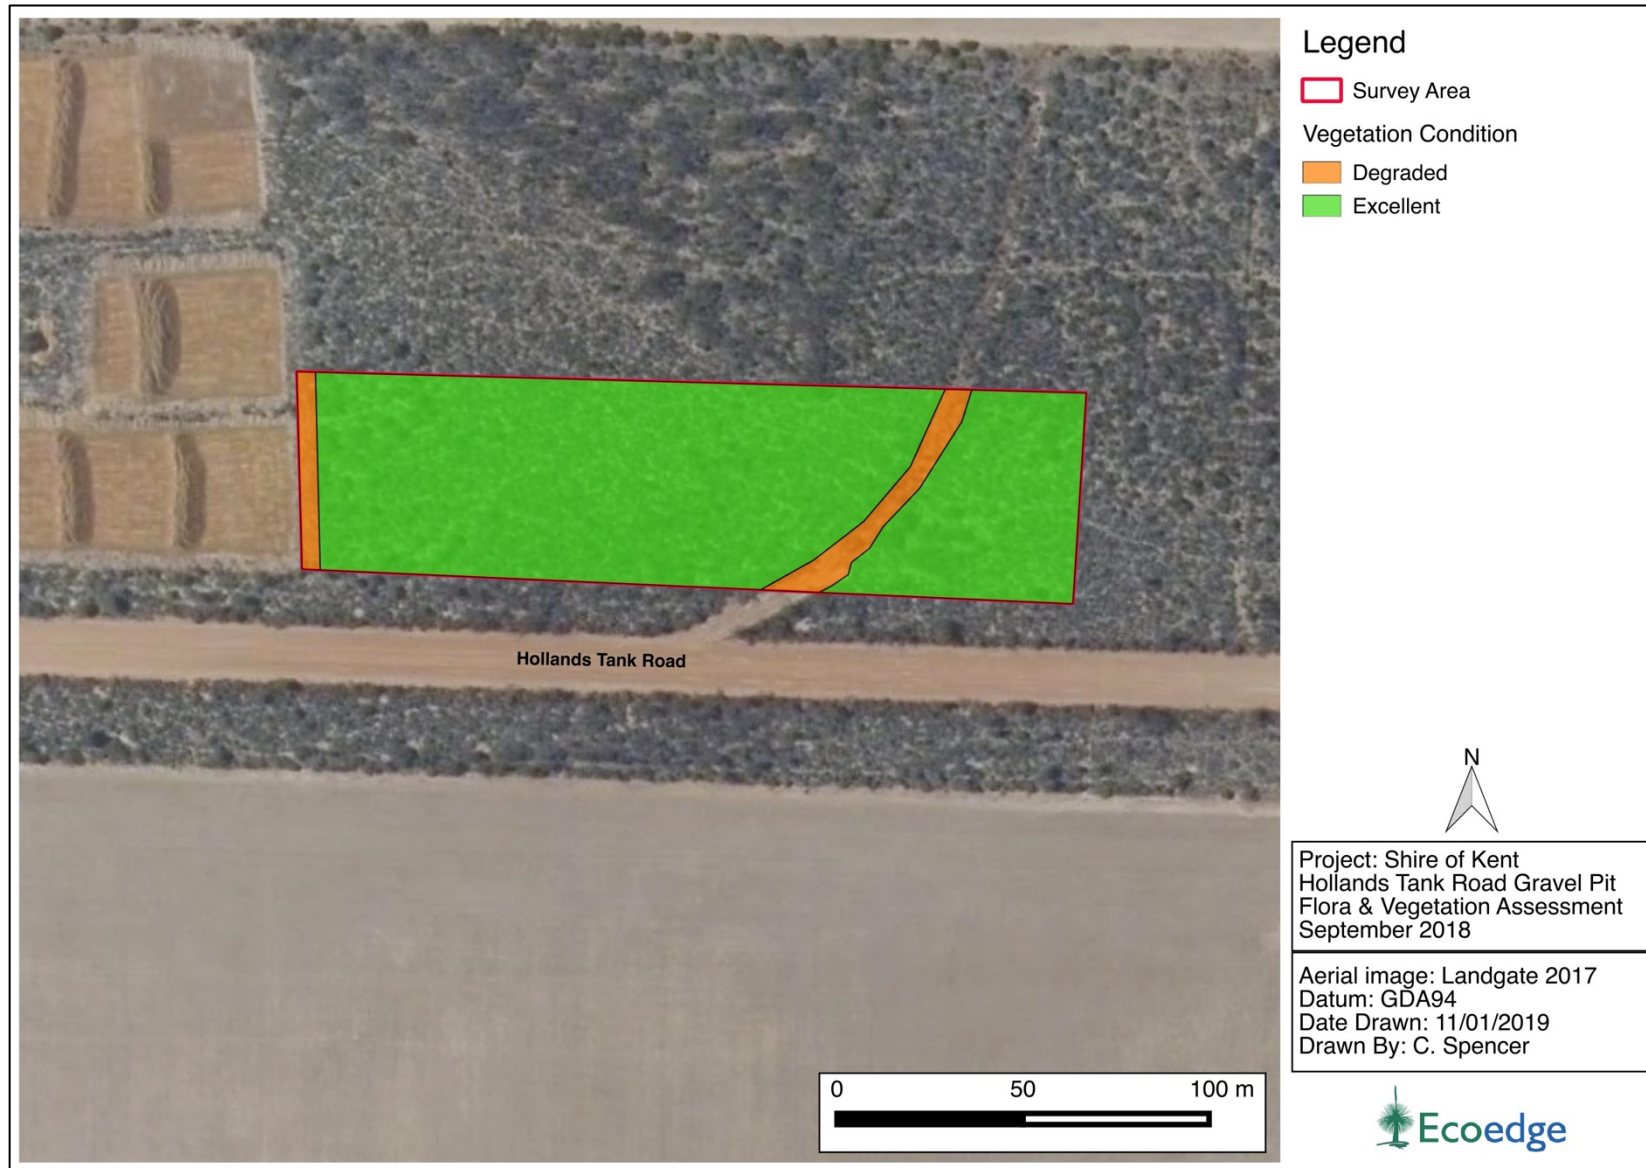 Legend
Survey Area
Vegetation Condition
Degraded
Excellent
Hollands Tank Road
N
Project: Shire of Kent
Hollands Tank Road Gravel Pit
Flora & Vegetation Assessment
September 2018
Aerial image: Landgate 2017
Datum: GDA94
Date Drawn: 11/01/2019
Drawn By: C. Spencer
0 50 100 m
Ecoedge